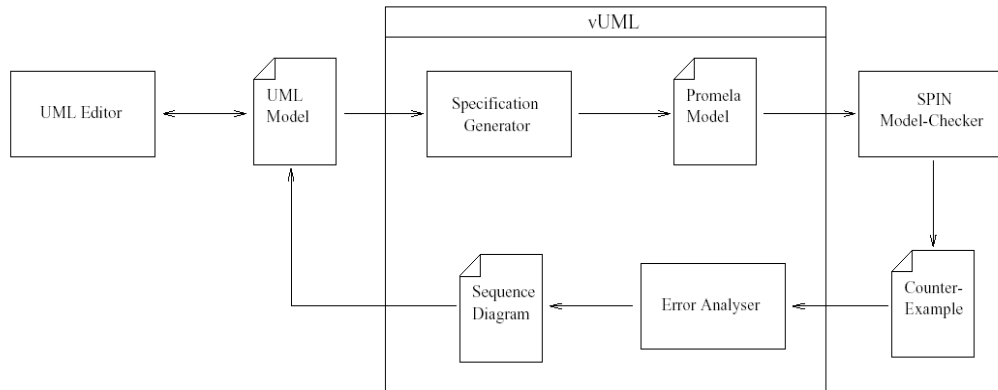 vUML
UML Editor
UML
Model
Specification
Generator
Promela
Model
SPIN
Model-Checker
Sequence
Diagram
Error Analyser
Counter-
Example